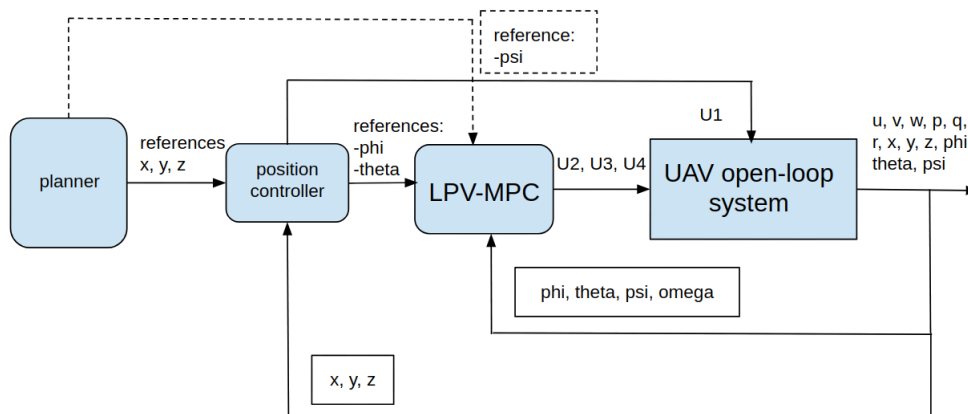 reference:
-psi
planner
references
x, y, z
position
controller
references:
-phi
-theta
LPV-MPC
U1
U2, U3, U4
UAV open-loop
system
u, v, w, p, q,
r, x, y, z, phi
theta, psi
phi, theta, psi, omega
x, y, z